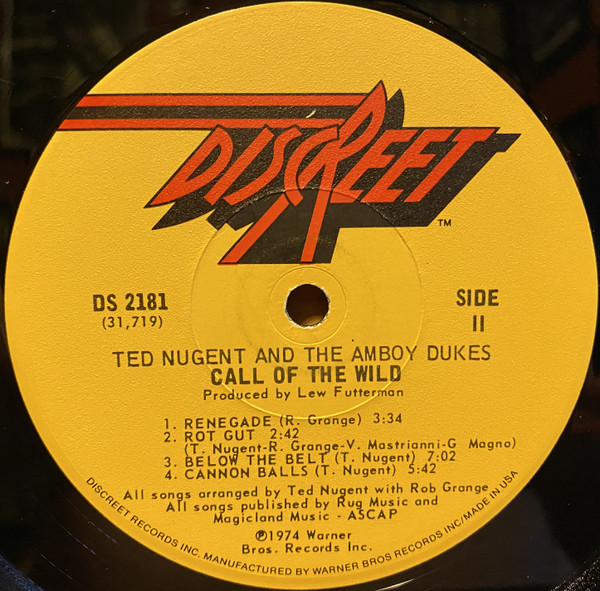 DISCREET
TM
DS 2181
(31,719)
SIDE
II
TED NUGENT AND THE AMBOY DUKES
CALL OF THE WILD
Produced by Lew Futterman
1. RENEGADE (R. Grange) 3:34
2. ROT GUT 2:42
(T. Nugent-R. Grange-V. Mastrianni-G Magno)
3. BELOW THE BELT (T. Nugent) 7:02
4. CANNON BALLS (T. Nugent) 5:42
All songs arranged by Ted Nugent with Rob Grange
All songs published by Rug Music and
Magicland Music - ASCAP
℗1974 Warner
Bros. Records Inc.
DISCREET RECORDS INC. MANUFACTURED BY WARNER BROS RECORDS INC/MADE IN USA